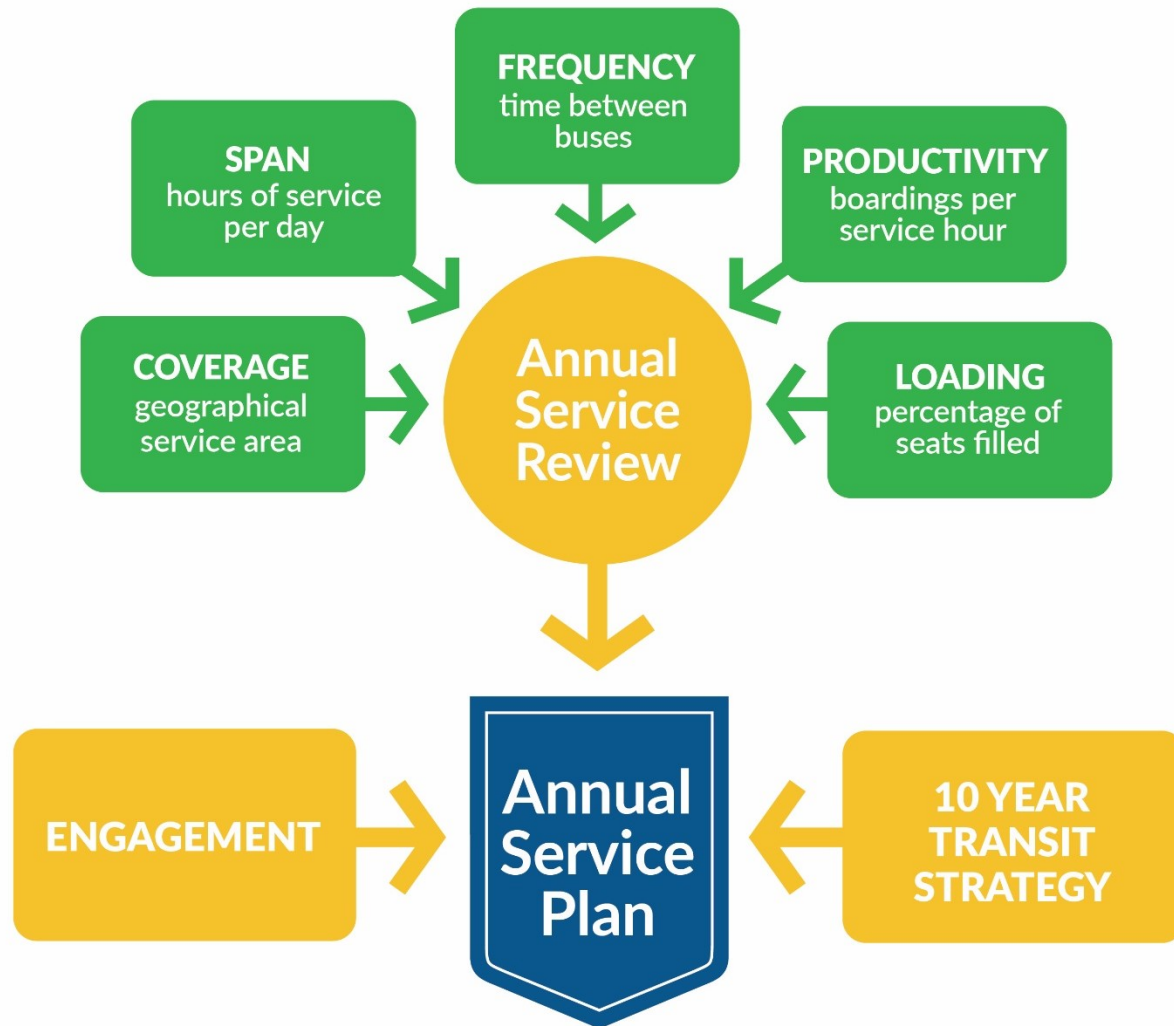 FREQUENCY
time between
buses
SPAN
hours of service
per day
PRODUCTIVITY
boardings per
service hour
COVERAGE
geographical
service area
Annual
Service
Review
LOADING
percentage of
seats filled
ENGAGEMENT
Annual
Service
Plan
10 YEAR
TRANSIT
STRATEGY